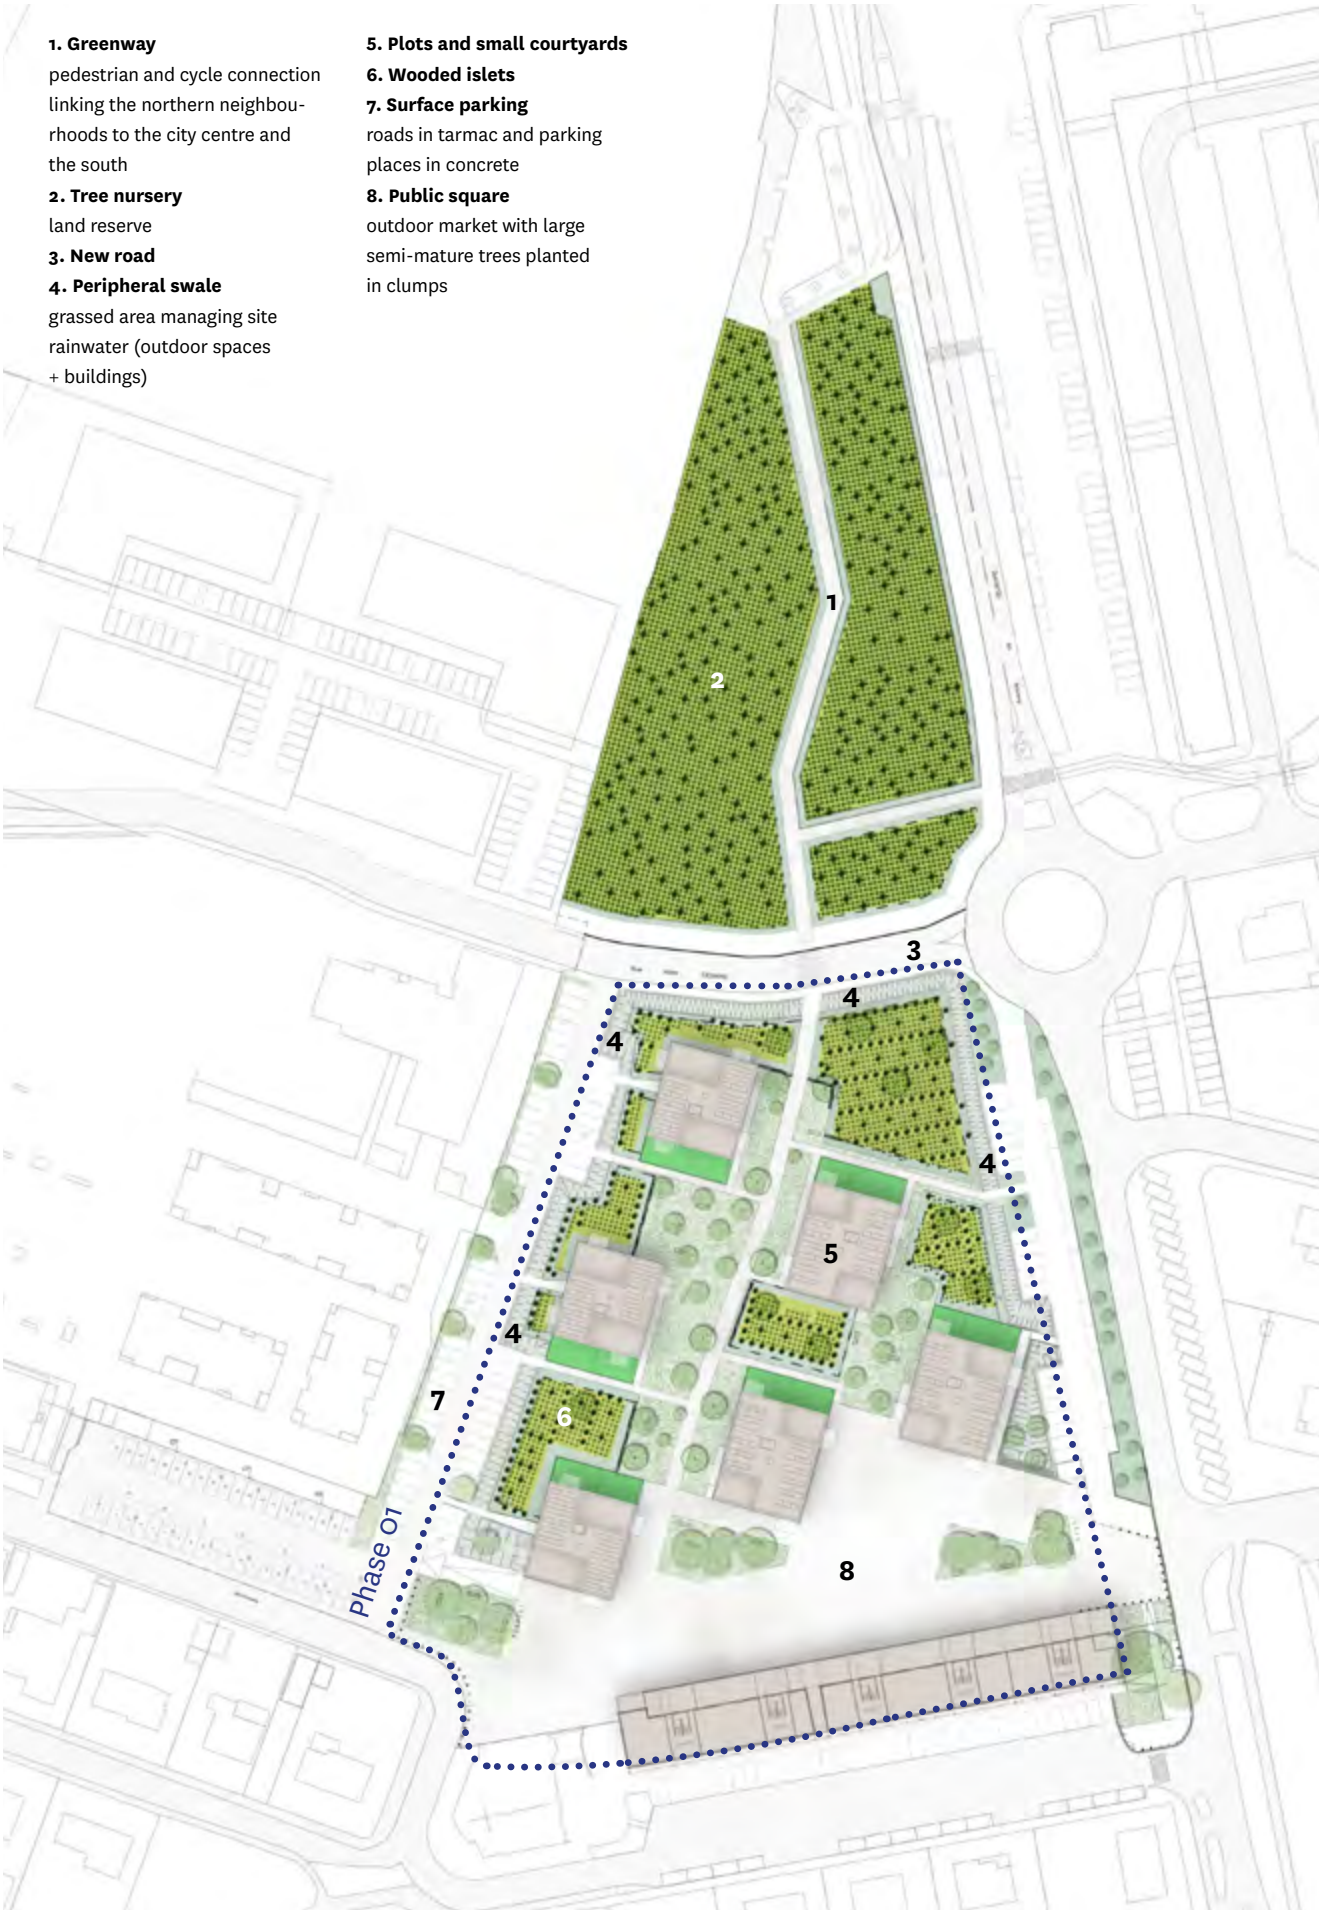 1. Greenway
pedestrian and cycle connection
linking the northern neighbou-
rhoods to the city centre and
the south
2. Tree nursery
land reserve
3. New road
4. Peripheral swale
grassed area managing site
rainwater (outdoor spaces
+ buildings)
5. Plots and small courtyards
6. Wooded islets
7. Surface parking
roads in tarmac and parking
places in concrete
8. Public square
outdoor market with large
semi-mature trees planted
in clumps
1
2
3
4
4
4
5
4
7
6
Phase 01
8